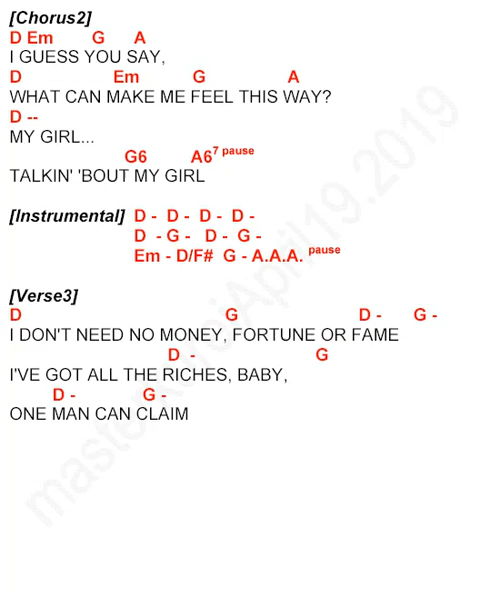 [Chorus2]
D Em G A
I GUESS YOU SAY,
D Em G A
WHAT CAN MAKE ME FEEL THIS WAY?
D --
MY GIRL...
G6 A6⁷ pause
TALKIN' 'BOUT MY GIRL
[Instrumental] D - D - D - D -
D - G - D - G -
Em - D/F# G - A.A.A. pause
[Verse3]
D G D - G -
I DON'T NEED NO MONEY, FORTUNE OR FAME
D - G
I'VE GOT ALL THE RICHES, BABY,
D - G -
ONE MAN CAN CLAIM